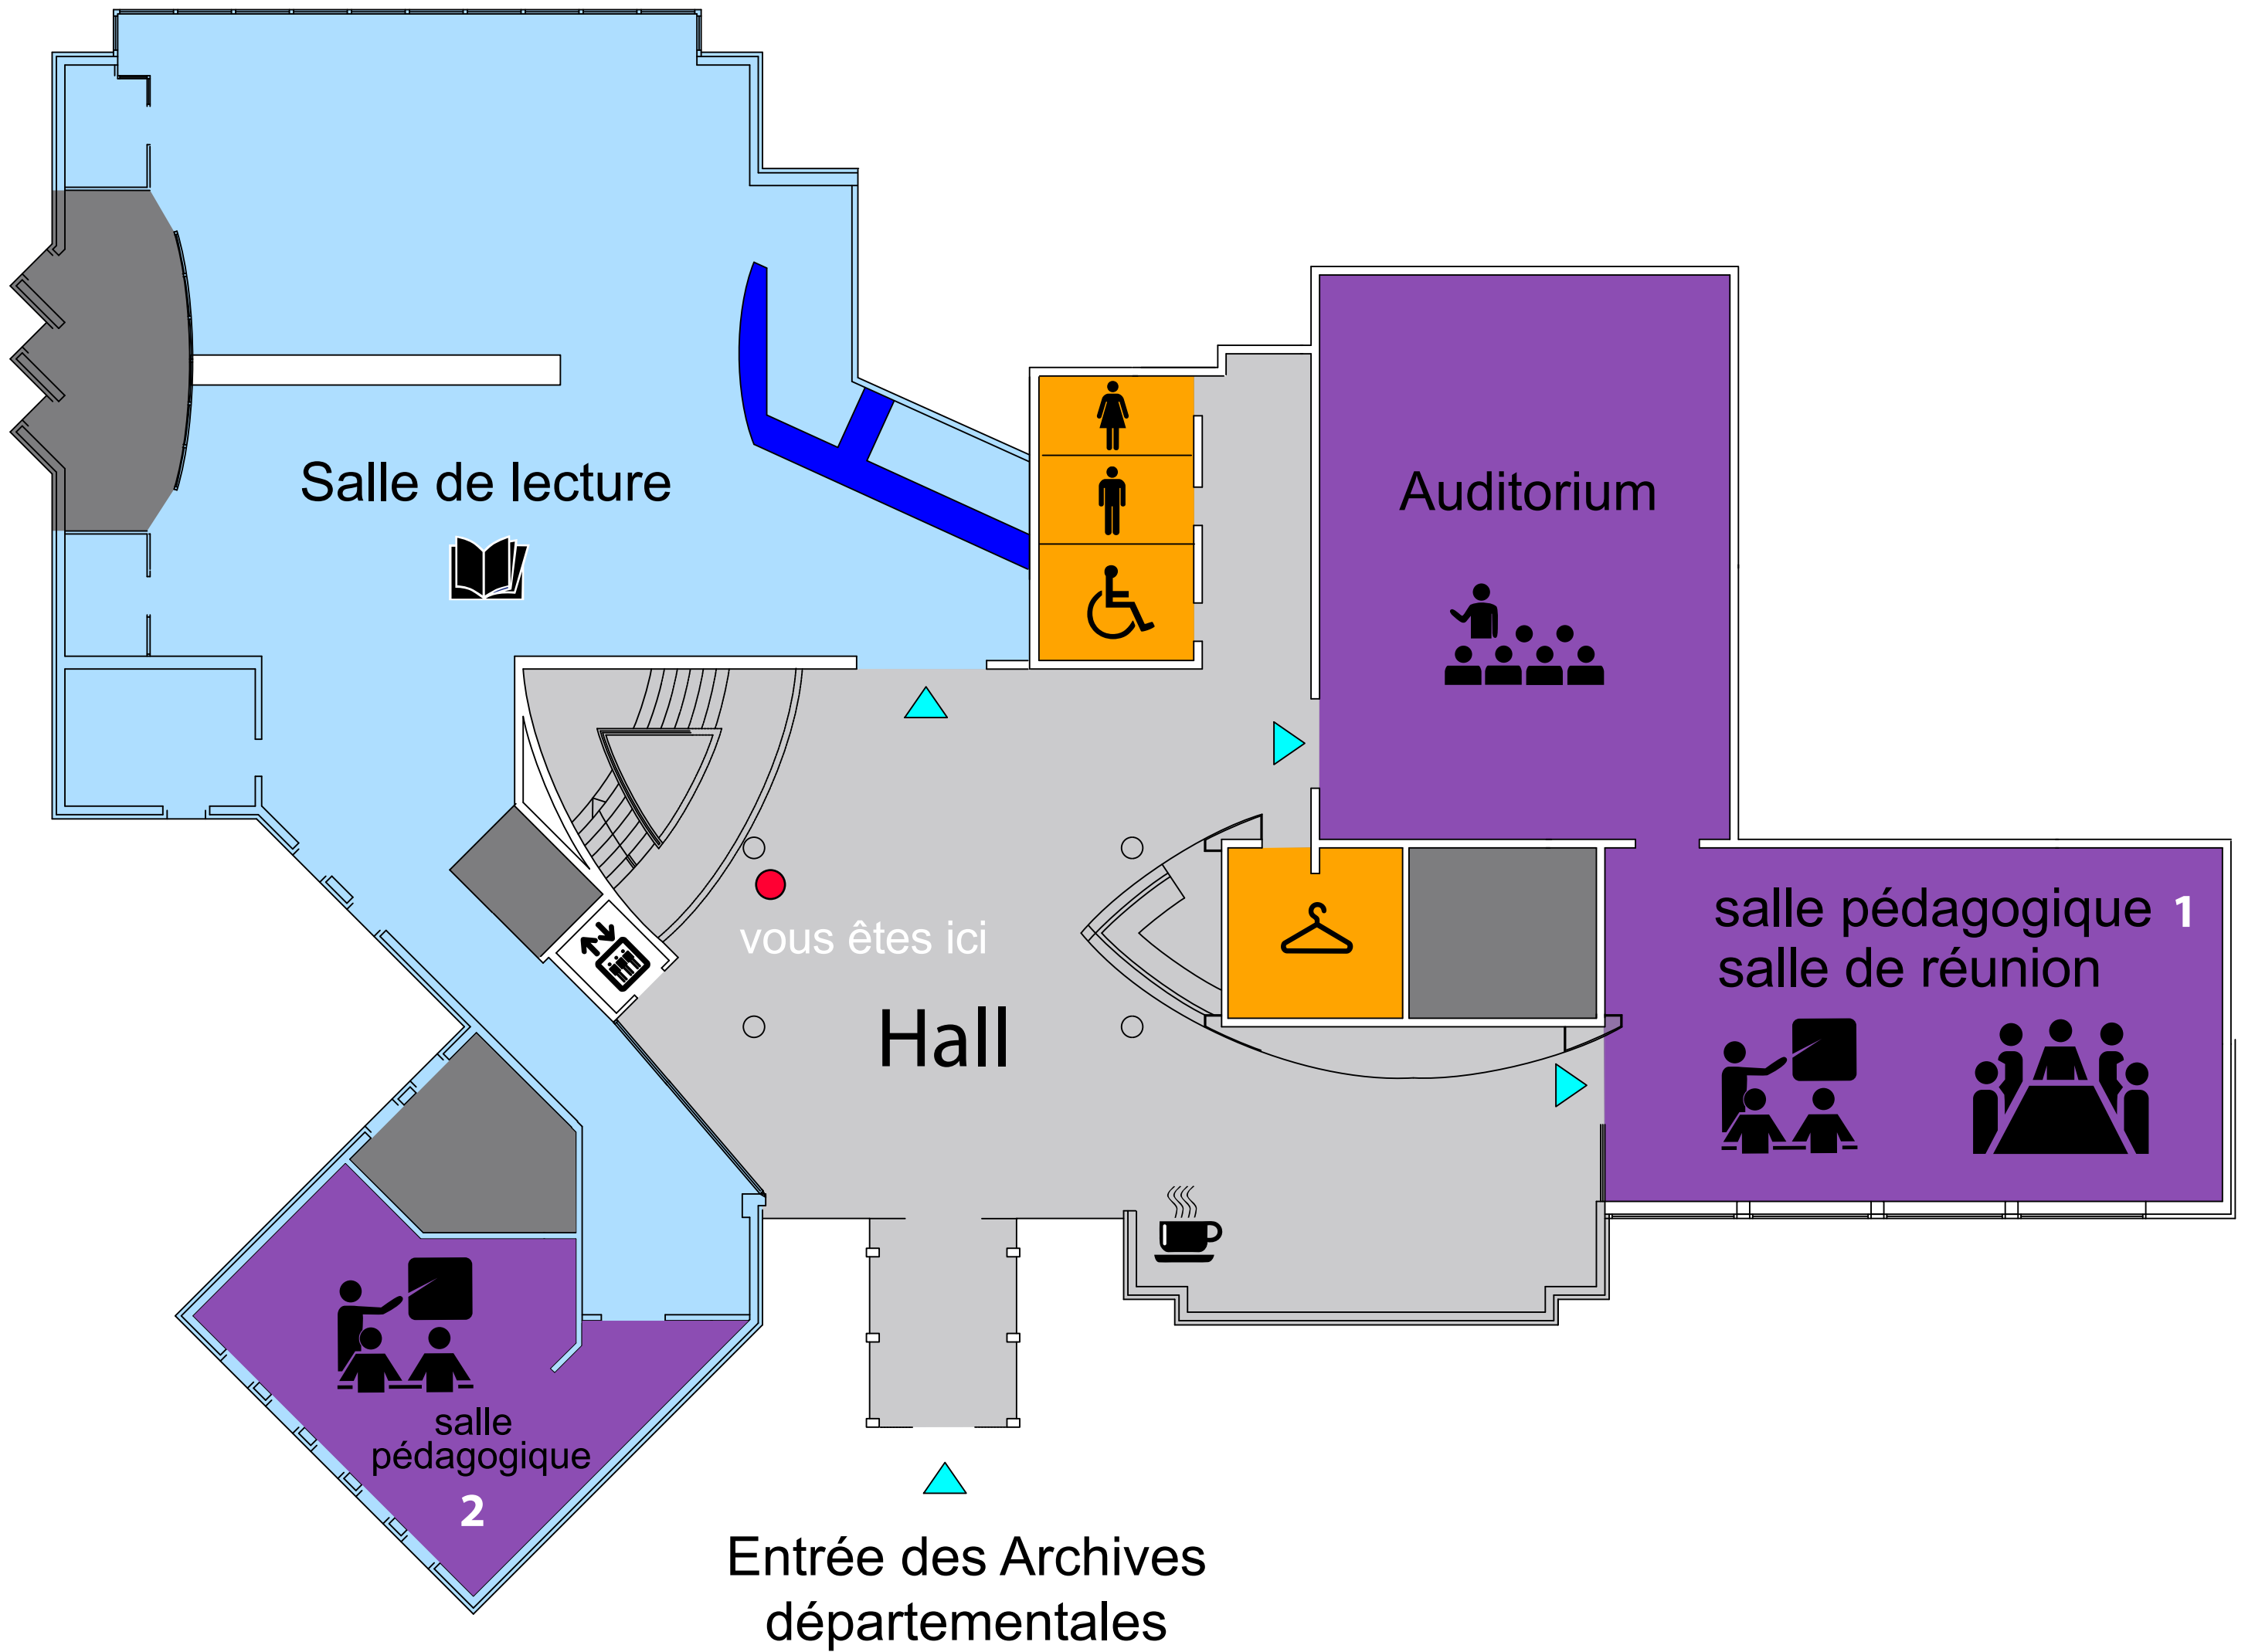 Salle de lecture
Auditorium
vous êtes ici
Hall
salle pédagogique 1
salle de réunion
salle
pédagogique
2
Entrée des Archives
départementales